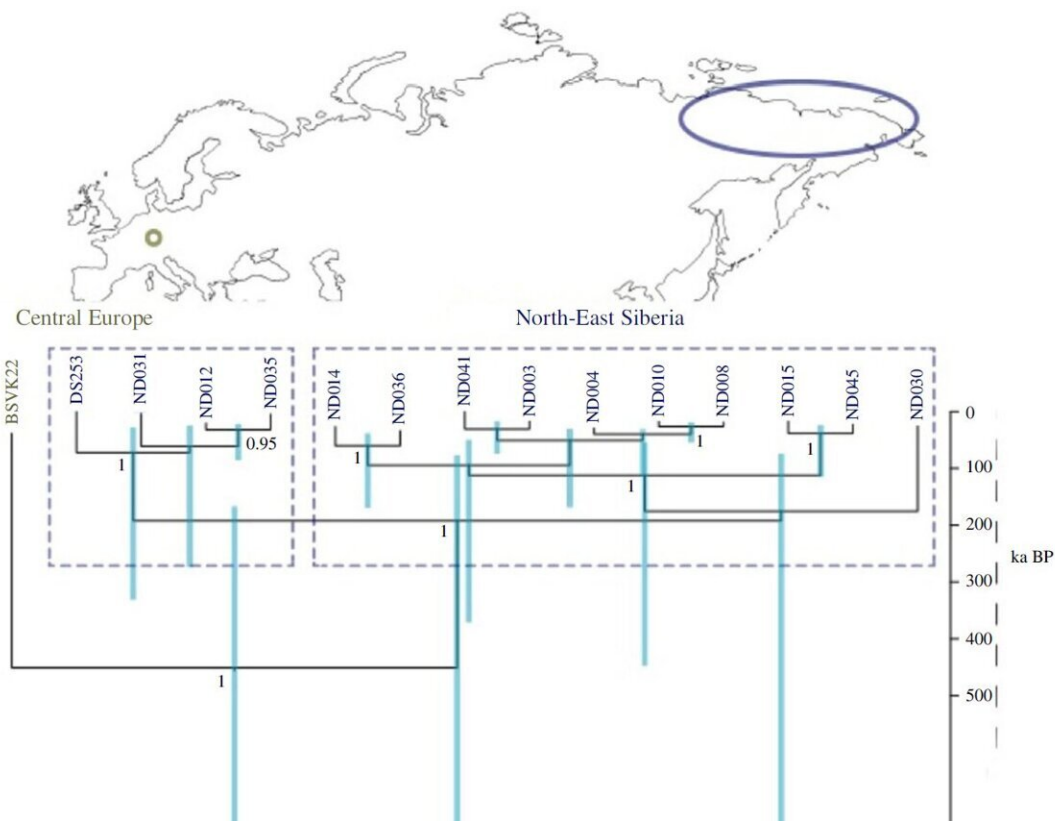 Central Europe
North-East Siberia
BSVK22
DS253
ND031
ND012
ND035
ND014
ND036
ND041
ND003
ND004
ND010
ND008
ND015
ND045
ND030
0
0.95
1
1
1
1
100
1
1
200
ka BP
300
400
1
500